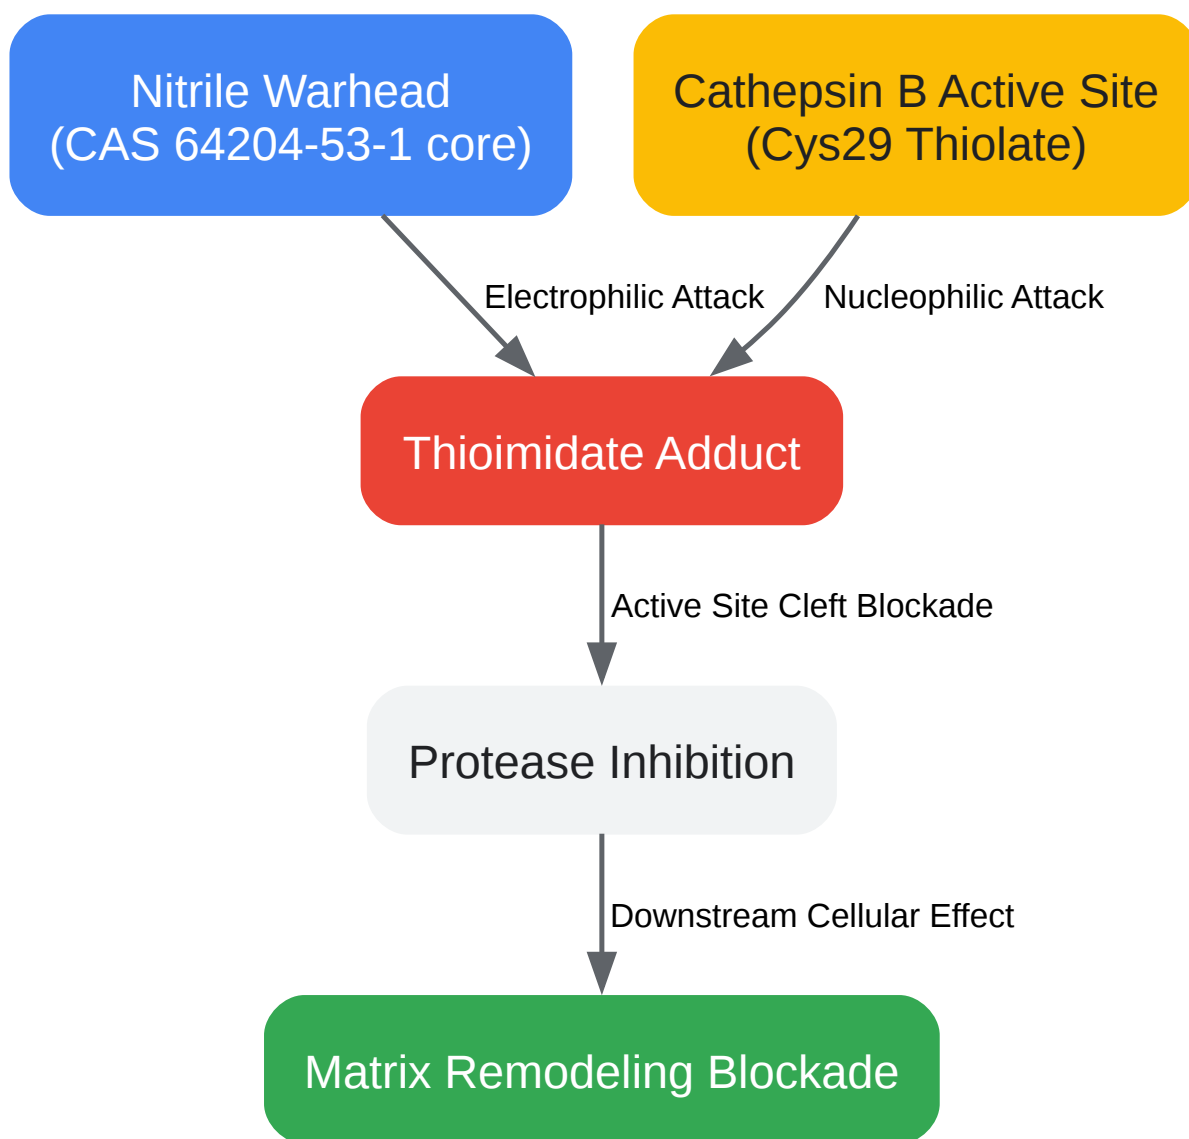 Nitrile Warhead
(CAS 64204-53-1 core)
Cathepsin B Active Site
(Cys29 Thiolate)
Electrophilic Attack
Nucleophilic Attack
Thioimidate Adduct
Active Site Cleft Blockade
Protease Inhibition
Downstream Cellular Effect
Matrix Remodeling Blockade